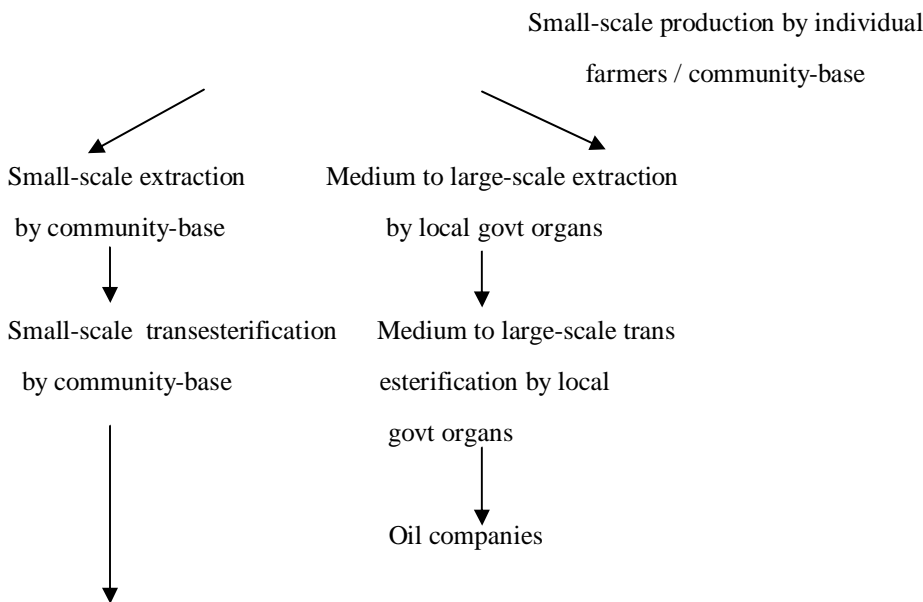 Small-scale production by individual
farmers / community-base
Small-scale extraction
by community-base
Medium to large-scale extraction
by local govt organs
Small-scale transesterification
by community-base
Medium to large-scale trans
esterification by local
govt organs
Oil companies